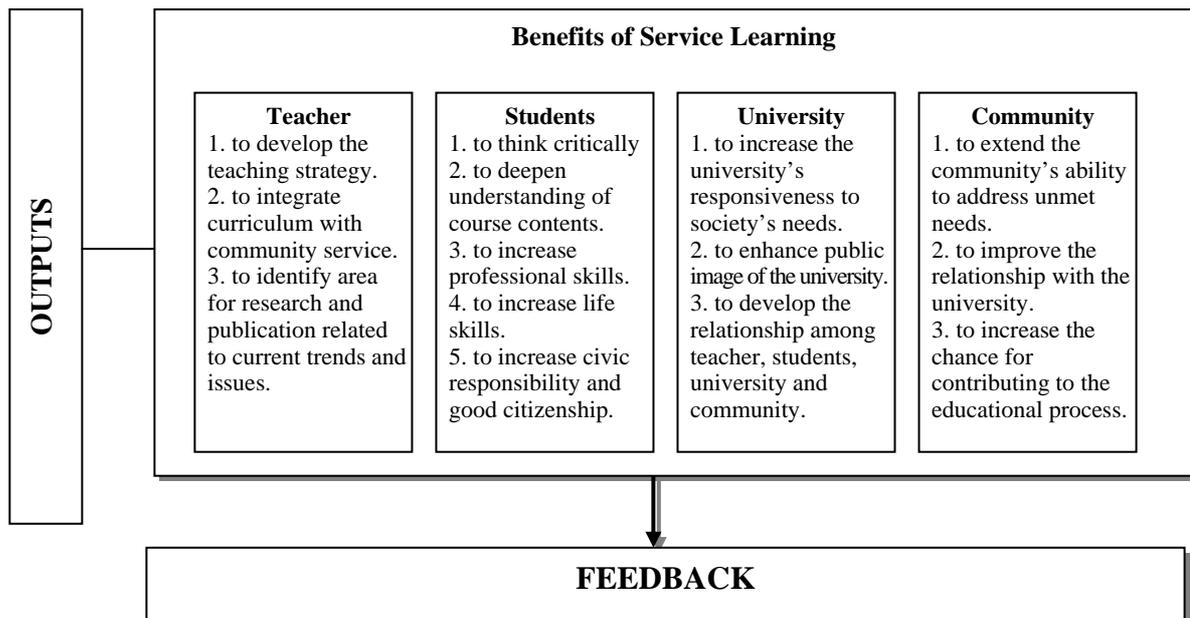 OUTPUTS
Benefits of Service Learning
Teacher
1. to develop the
teaching strategy.
2. to integrate
curriculum with
community service.
3. to identify area
for research and
publication related
to current trends and
issues.
Students
1. to think critically
2. to deepen
understanding of
course contents.
3. to increase
professional skills.
4. to increase life
skills.
5. to increase civic
responsibility and
good citizenship.
University
1. to increase the
university’s
responsiveness to
society’s needs.
2. to enhance public
image of the university.
3. to develop the
relationship among
teacher, students,
university and
community.
Community
1. to extend the
community’s ability
to address unmet
needs.
2. to improve the
relationship with the
university.
3. to increase the
chance for
contributing to the
educational process.
FEEDBACK